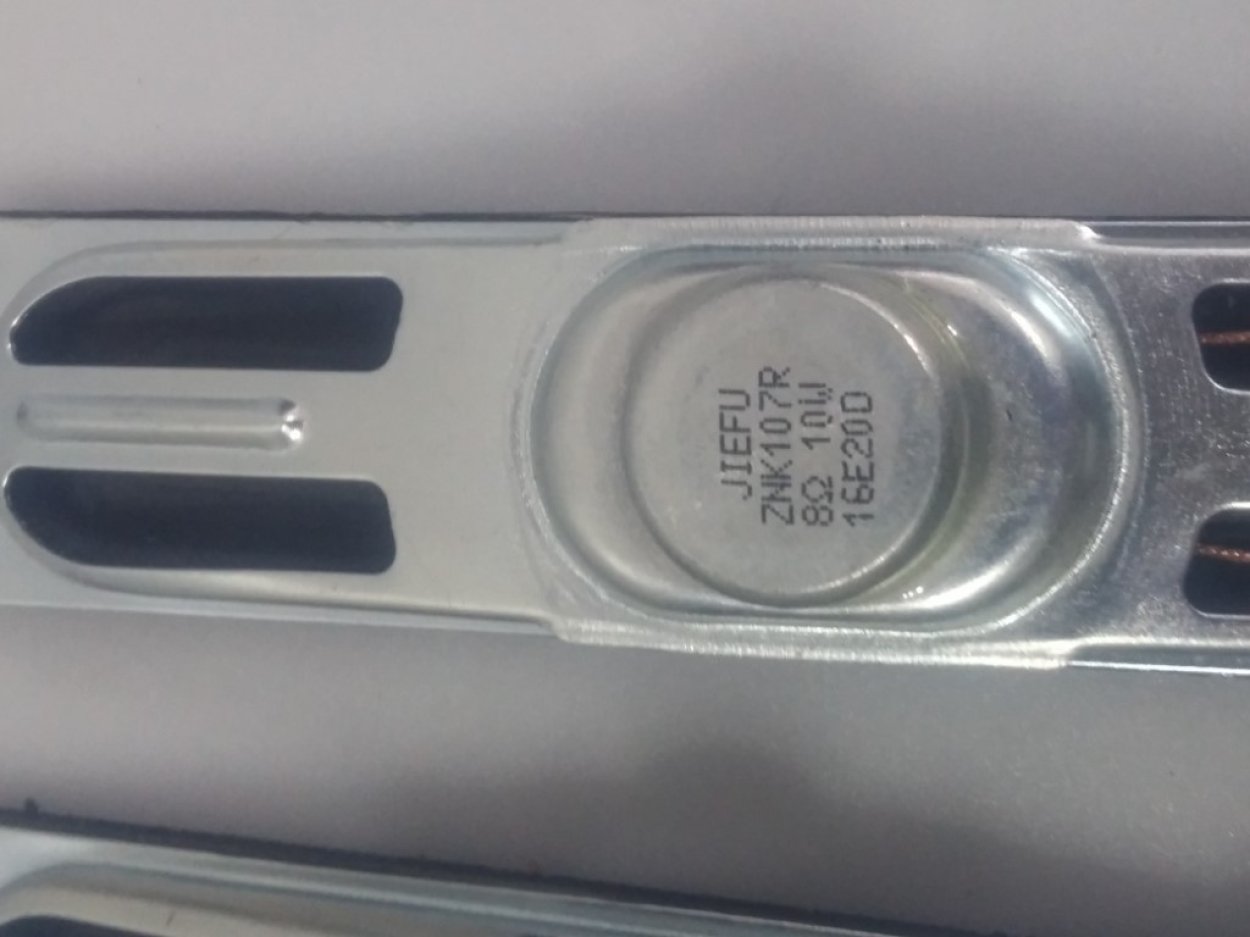 JIEFU
ZNK107R
8Ω 10W
16E20D